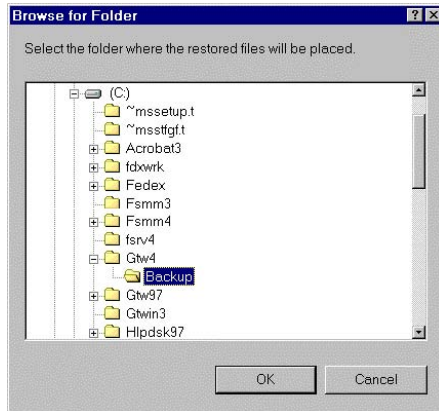 Browse for Folder
Select the folder where the restored files will be placed.
(C:)
~mssetup.t
~msstfgf.t
Acrobat3
fdxwrk
Fedex
Fsmm3
Fsmm4
fsrv4
Gtw4
Backup
Gtw97
Gtwin3
Hlpdsk97
OK Cancel